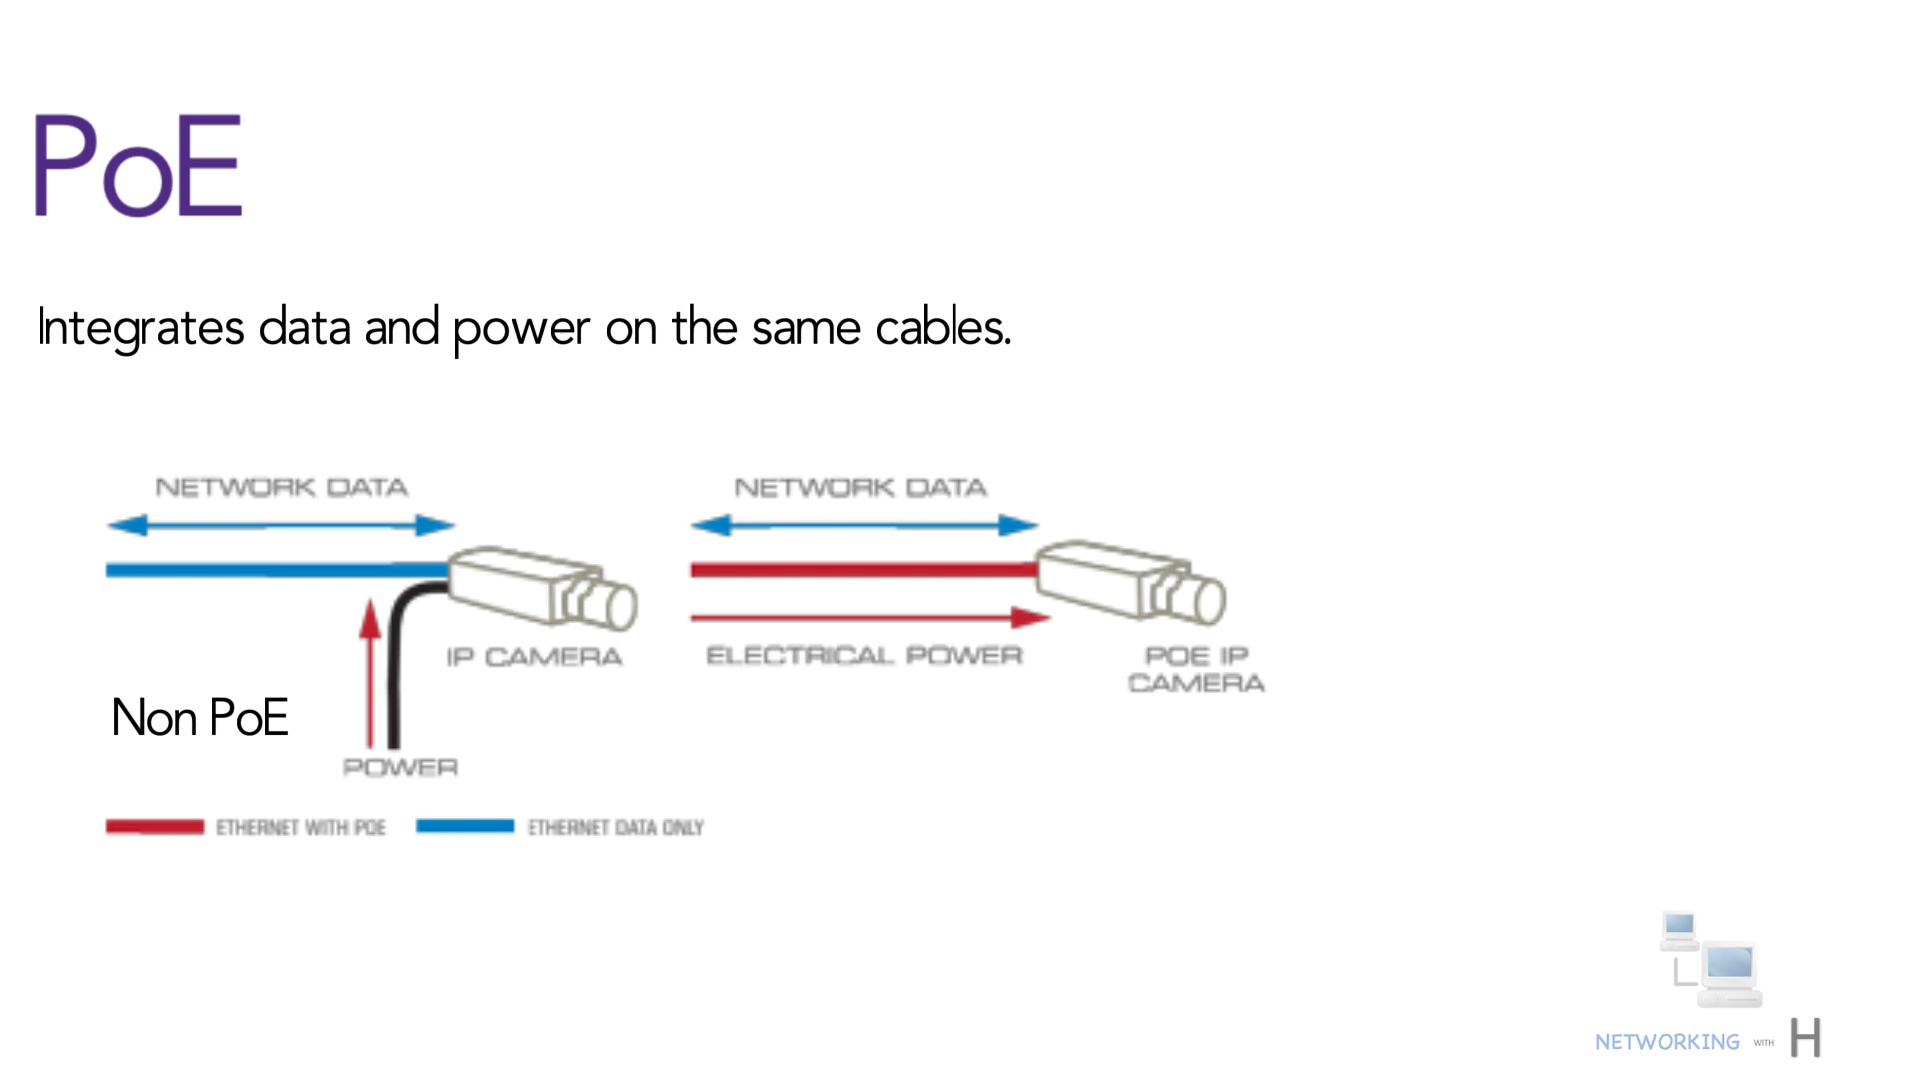 PoE
Integrates data and power on the same cables.
NETWORK DATA
NETWORK DATA
IP CAMERA
ELECTRICAL POWER
POE IP
CAMERA
Non PoE
POWER
ETHERNET WITH POE
ETHERNET DATA ONLY
NETWORKING WITH H